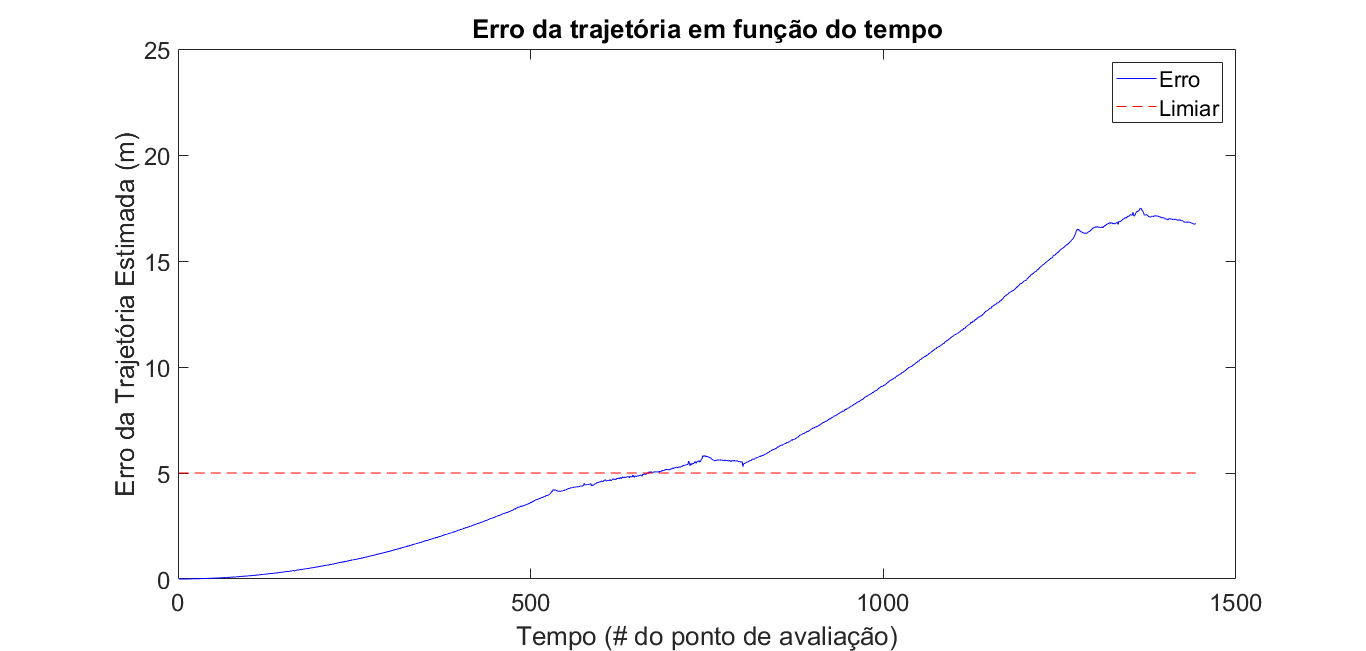 Erro da trajetória em função do tempo
25
20
15
10
5
0
0
500
1000
1500
Erro
Limiar
Erro da Trajetória Estimada (m)
Tempo (# do ponto de avaliação)